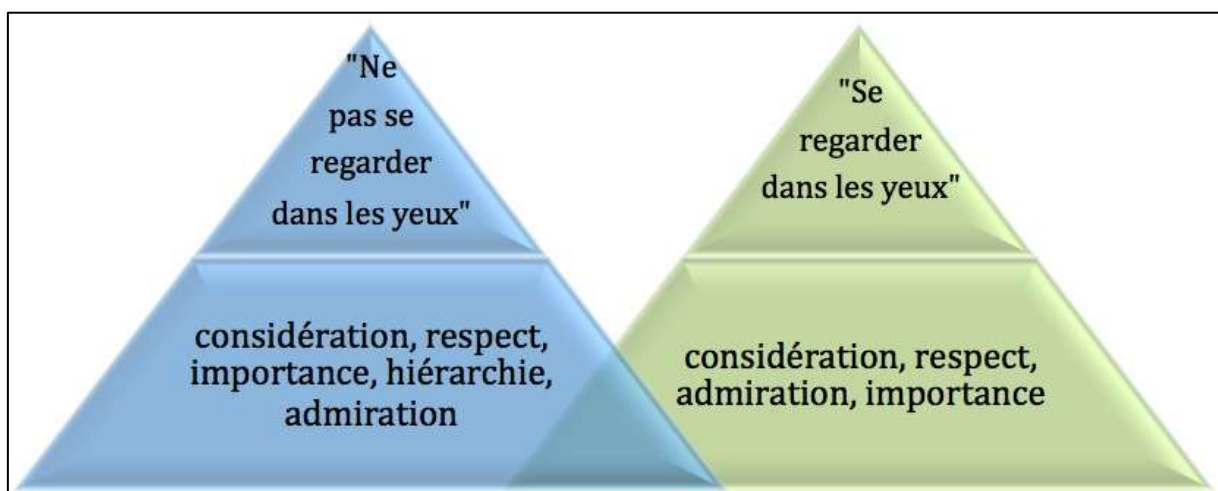 "Ne
pas se
regarder
dans les yeux"
considération, respect,
importance, hiérarchie,
admiration
"Se
regarder
dans les yeux"
considération, respect,
admiration, importance